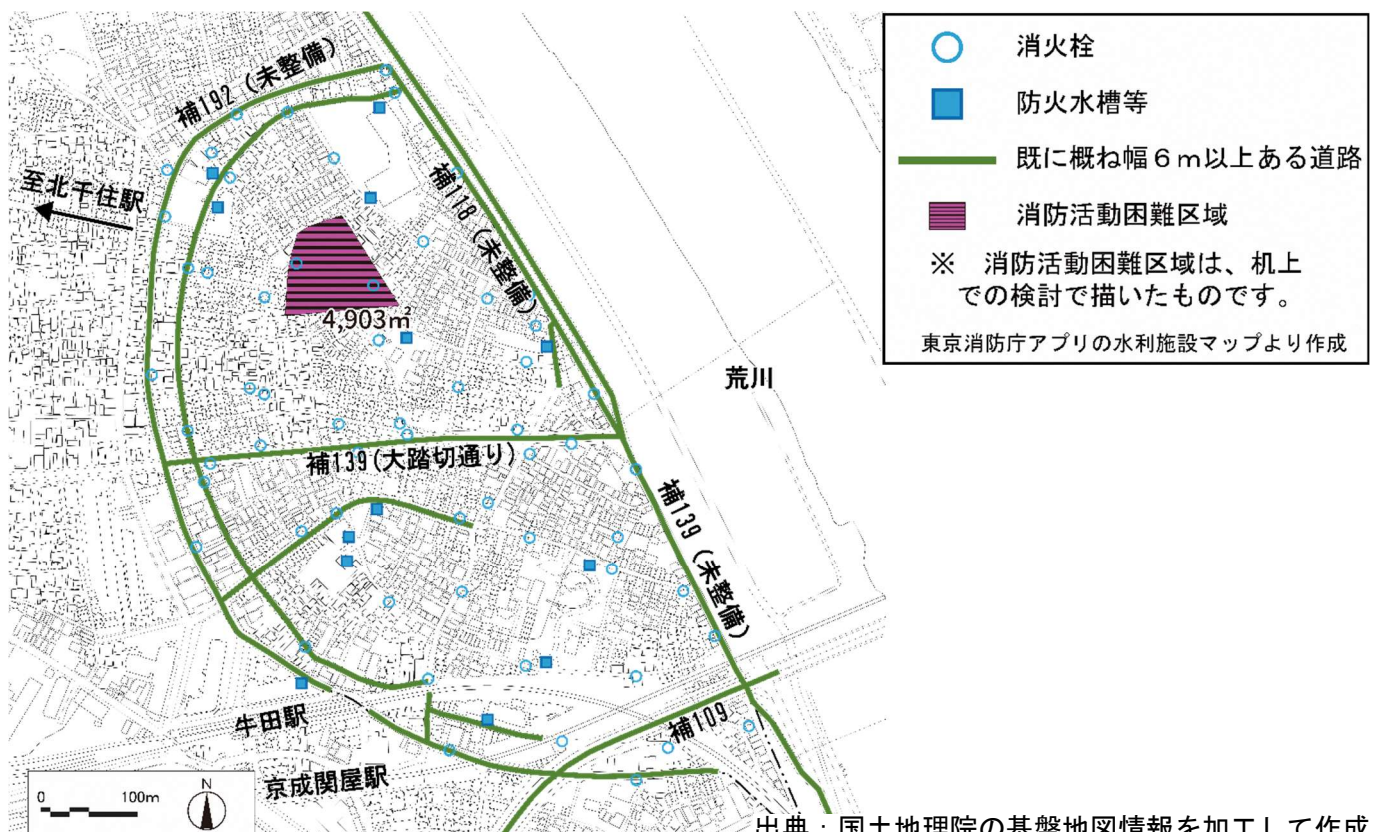 補192（未整備）
消火栓
防火水槽等
既に概ね幅６ｍ以上ある道路
消防活動困難区域
※　消防活動困難区域は、机上
での検討で描いたものです。
東京消防庁アプリの水利施設マップより作成
至北千住駅
補118（未整備）
4,903㎡
荒川
補139(大踏切通り)
補139（未整備）
牛田駅
補109
京成関屋駅
0　100m
N
出典：国土地理院の基盤地図情報を加工して作成